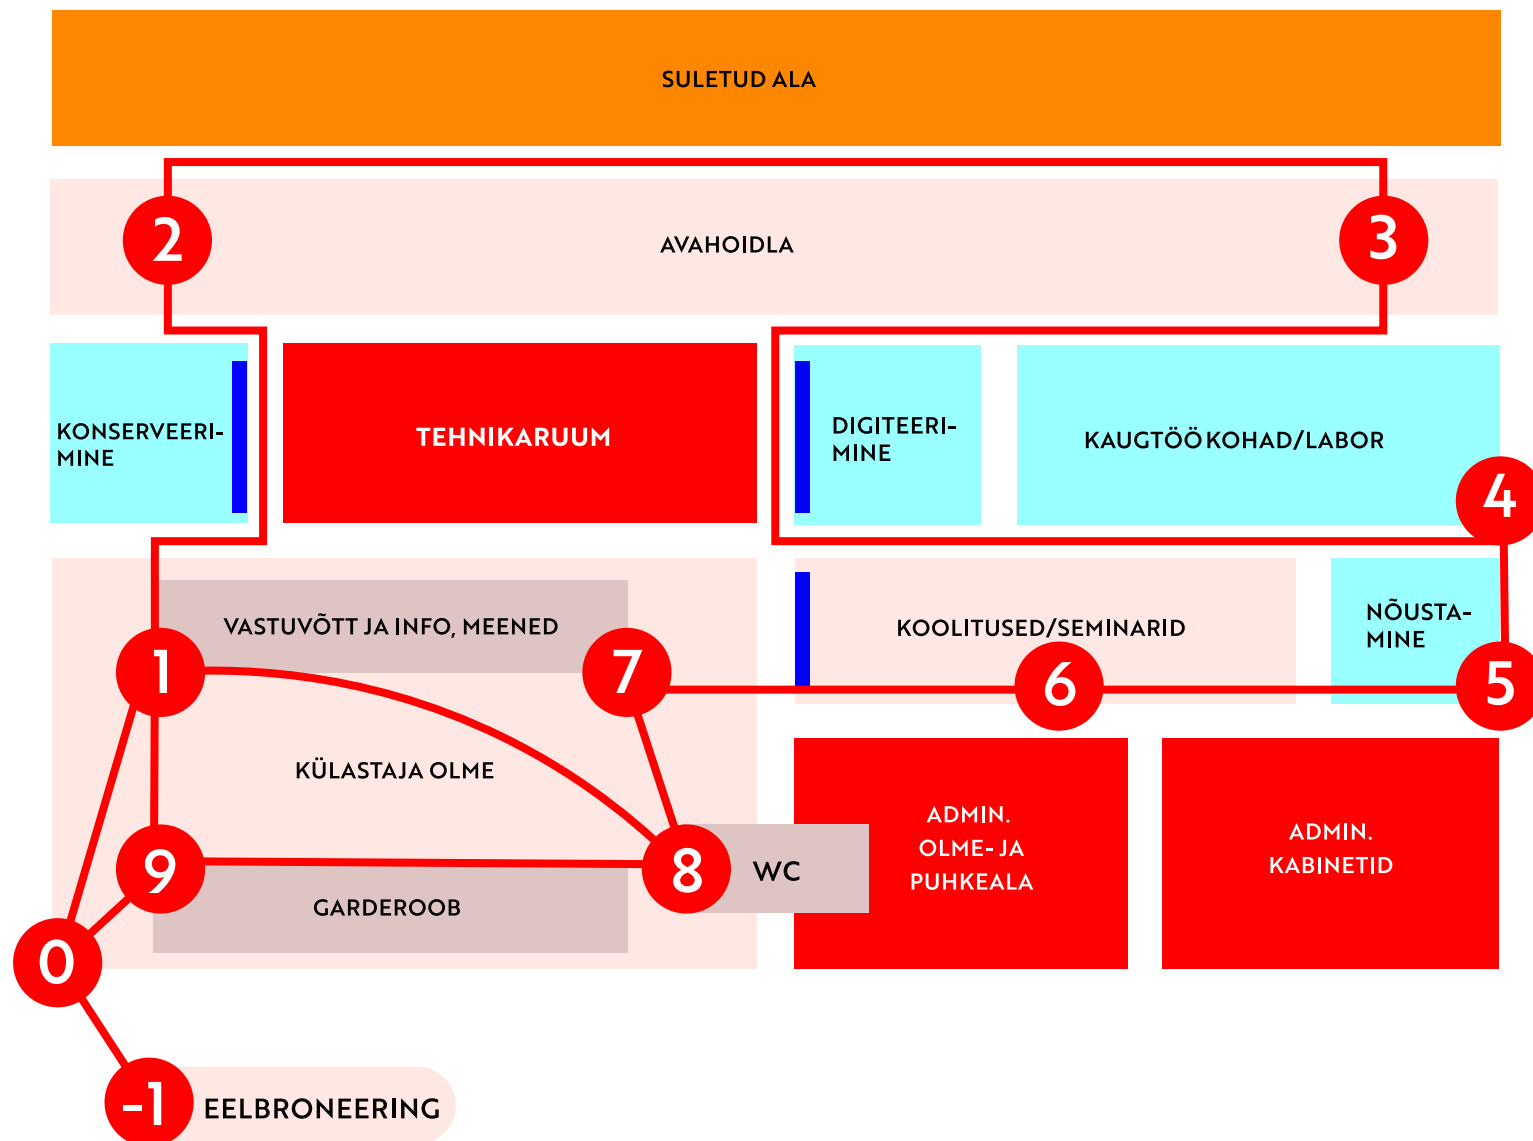 SULETUD ALA
2
AVAHOIDLA
3
KONSERVEERI-
MINE
TEHNIKARUUM
DIGITEERI-
MINE
KAUGTÖÖKOHAD/LABOR
4
VASTUVÕTT JA INFO, MEENED
1
7
KOOLITUSED/SEMINARID
6
NÕUSTA-
MINE
5
KÜLASTAJA OLME
9
GARDEROOB
8
WC
ADMIN.
OLME- JA
PUHKEALA
ADMIN.
KABINETID
0
-1
EELBRONEERING